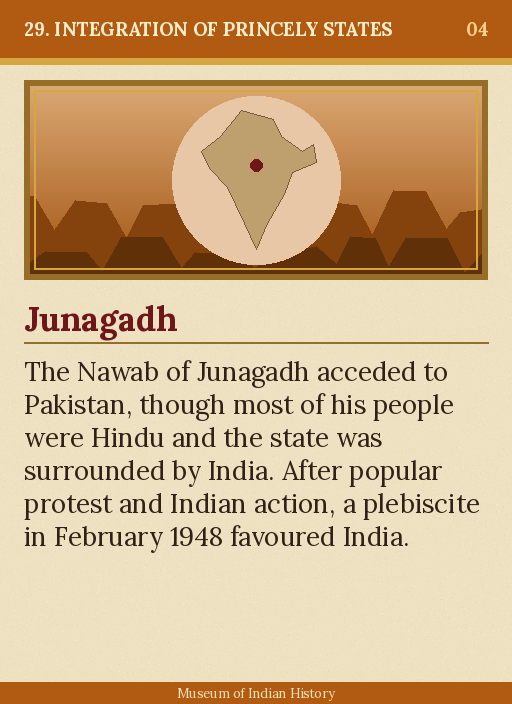 29. INTEGRATION OF PRINCELY STATES 04
Junagadh
The Nawab of Junagadh acceded to
Pakistan, though most of his people
were Hindu and the state was
surrounded by India. After popular
protest and Indian action, a plebiscite
in February 1948 favoured India.
Museum of Indian History